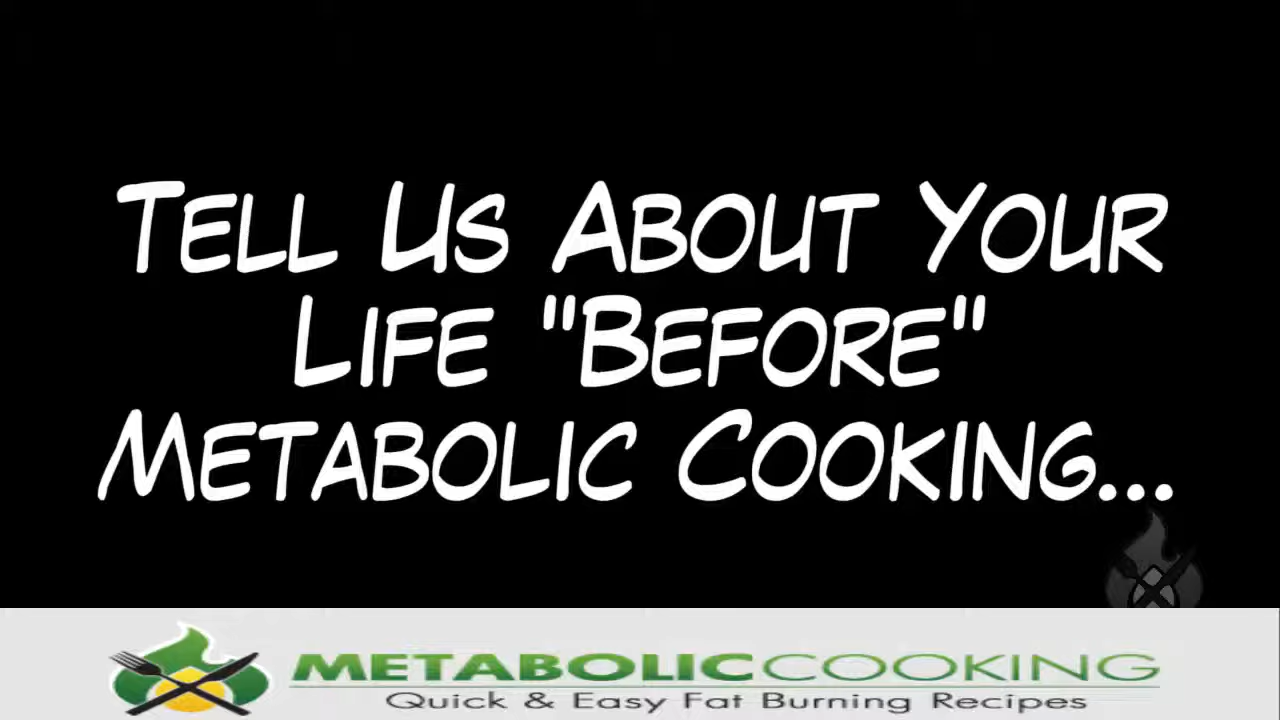 Tell Us About Your
Life "Before"
Metabolic Cooking...
METABOLICCOOKING
Quick & Easy Fat Burning Recipes